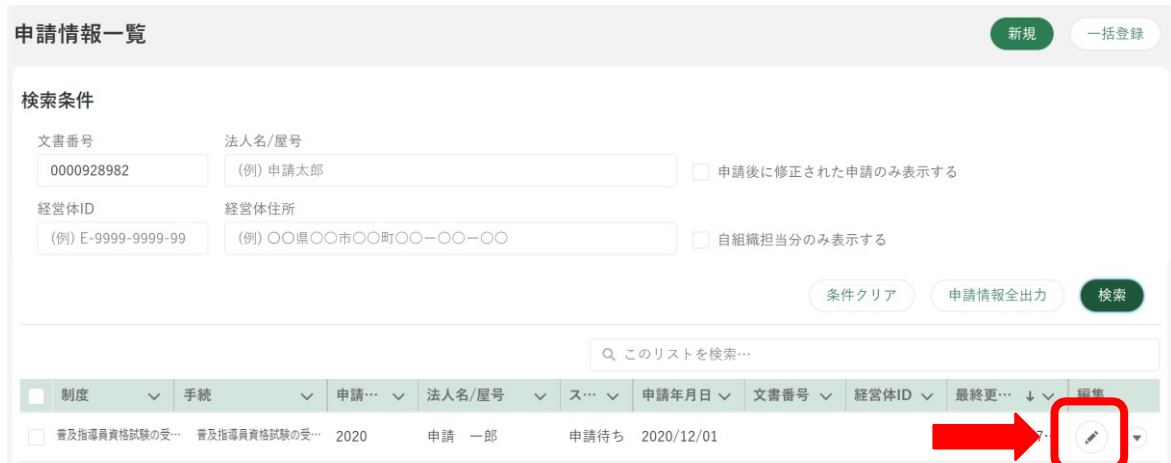 申請情報一覧
新規
一括登録
検索条件
文書番号
法人名/屋号
0000928982
(例) 申請太郎
申請後に修正された申請のみ表示する
経営体ID
経営体住所
(例) E-9999-9999-99
(例) 〇〇県〇〇市〇〇町〇〇ー〇〇ー〇〇
自組織担当分のみ表示する
条件クリア
申請情報全出力
検索
このリストを検索…
制度 手続 申請… 法人名/屋号 ス… 申請年月日 文書番号 経営体ID 最終更… 編集
普及指導員資格試験の受… 普及指導員資格試験の受… 2020 申請 一郎 申請待ち 2020/12/01 7…